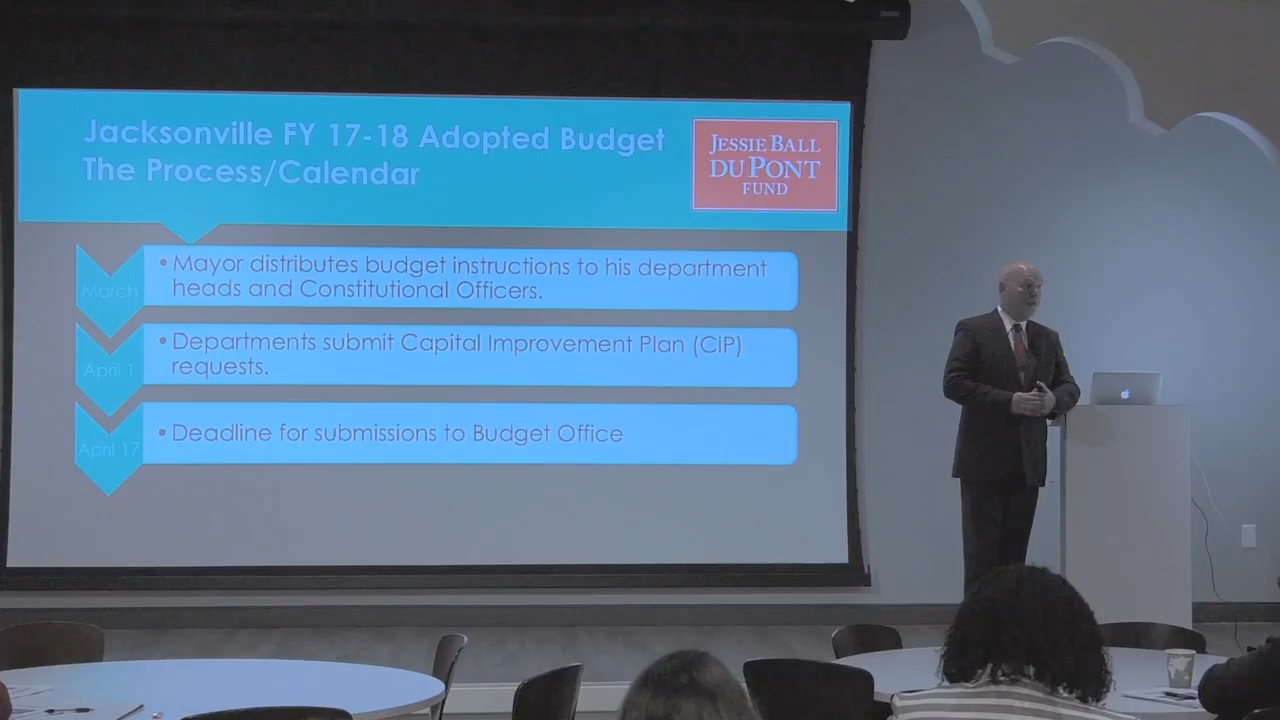 Jacksonville FY 17-18 Adopted Budget
The Process/Calendar
JESSIE BALL
DU PONT
FUND
March
• Mayor distributes budget instructions to his department
heads and Constitutional Officers.
April 1
• Departments submit Capital Improvement Plan (CIP)
requests.
April 17
• Deadline for submissions to Budget Office